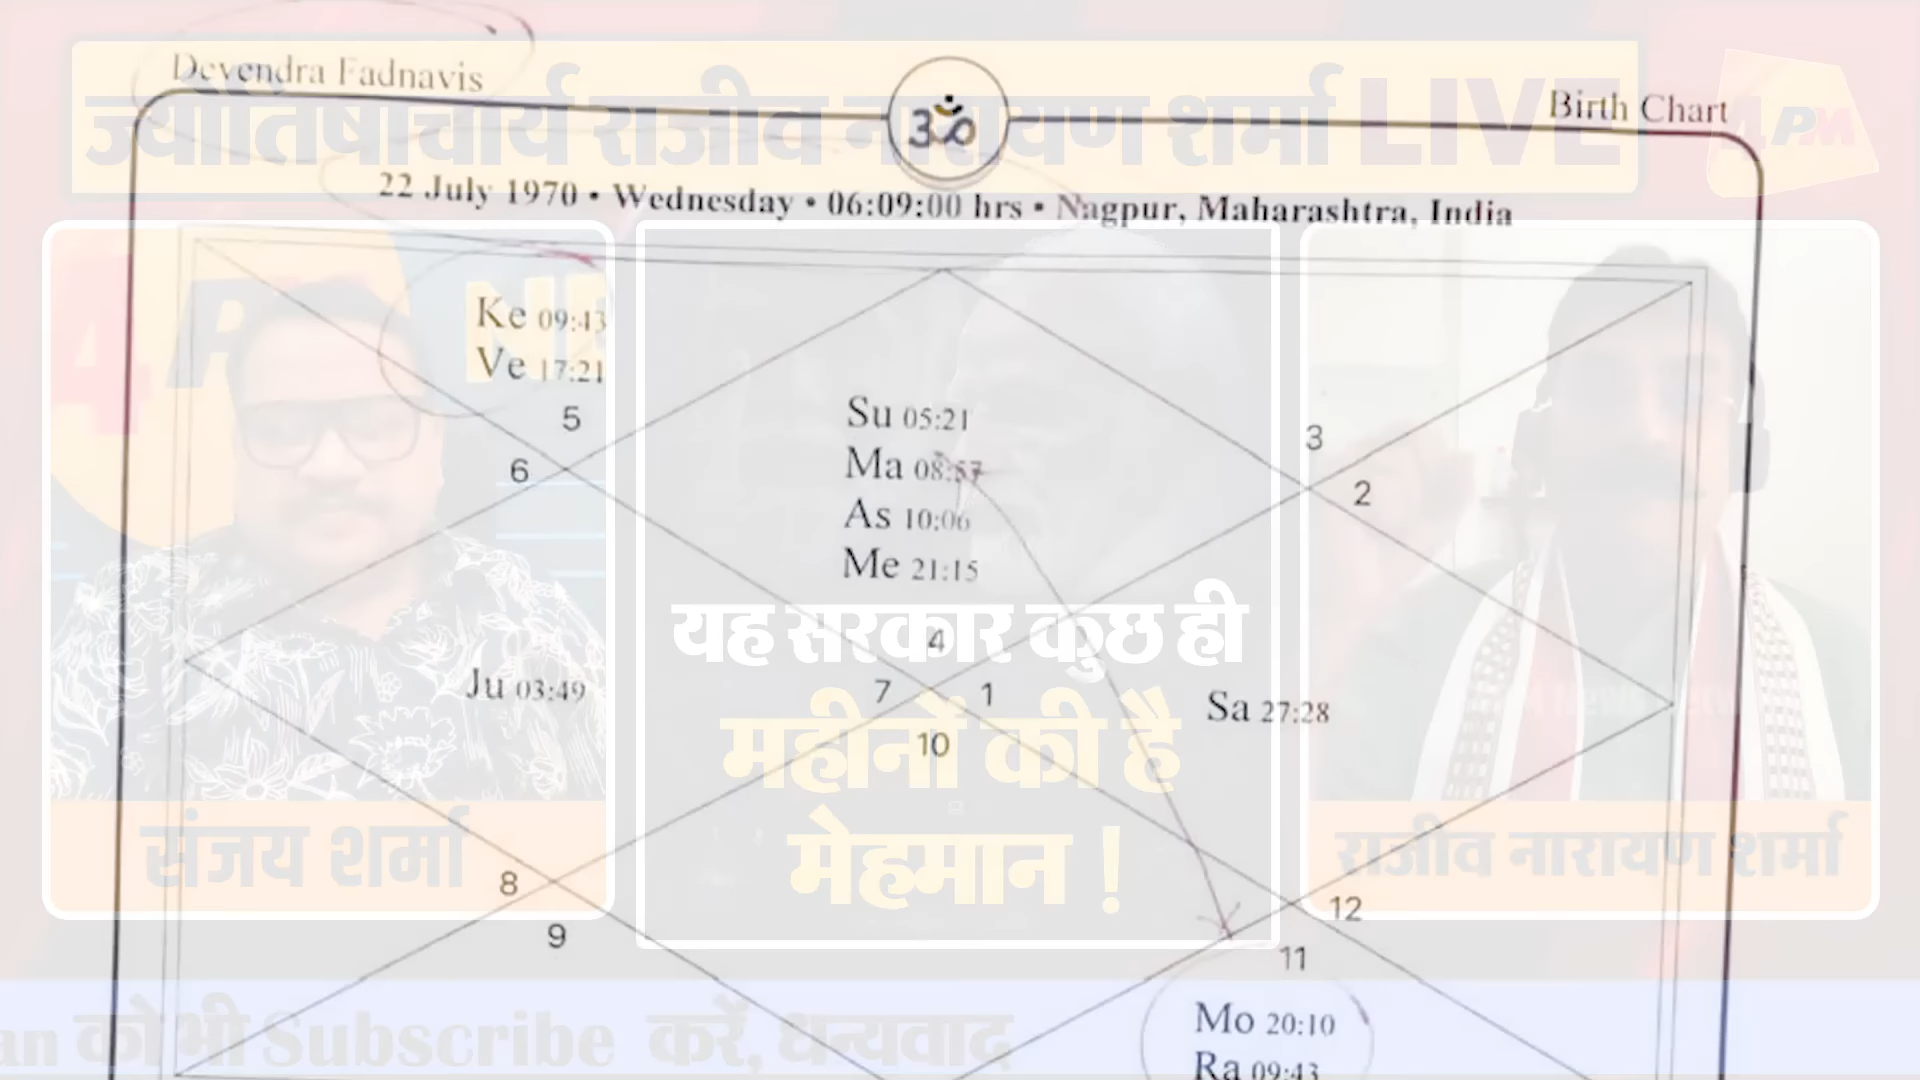 Devendra Fadnavis
Birth Chart
ज्योतिषाचार्य राजीव नारायण शर्मा LIVE
4PM
ॐ
22 July 1970 • Wednesday • 06:09:00 hrs • Nagpur, Maharashtra, India
Ke 09:43
Ve 17:21
5
6
Su 05:21
Ma 08:57
As 10:06
Me 21:15
3
2
यह सरकार कुछ ही
महीनों की है
मेहमान !
4
7
1
10
Ju 03:49
Sa 27:28
संजय शर्मा
राजीव नारायण शर्मा
8
9
12
11
Mo 20:10
Ra 09:43
को भी Subscribe करें, धन्यवाद